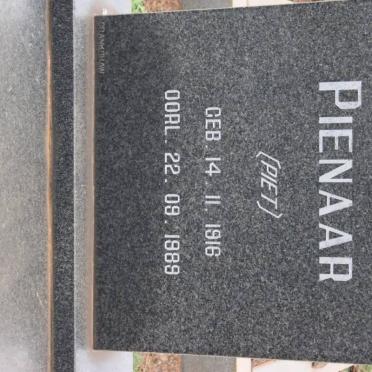 PIENAAR
(PIET)
GEB. 14. 11. 1916
OORL. 22. 09. 1989